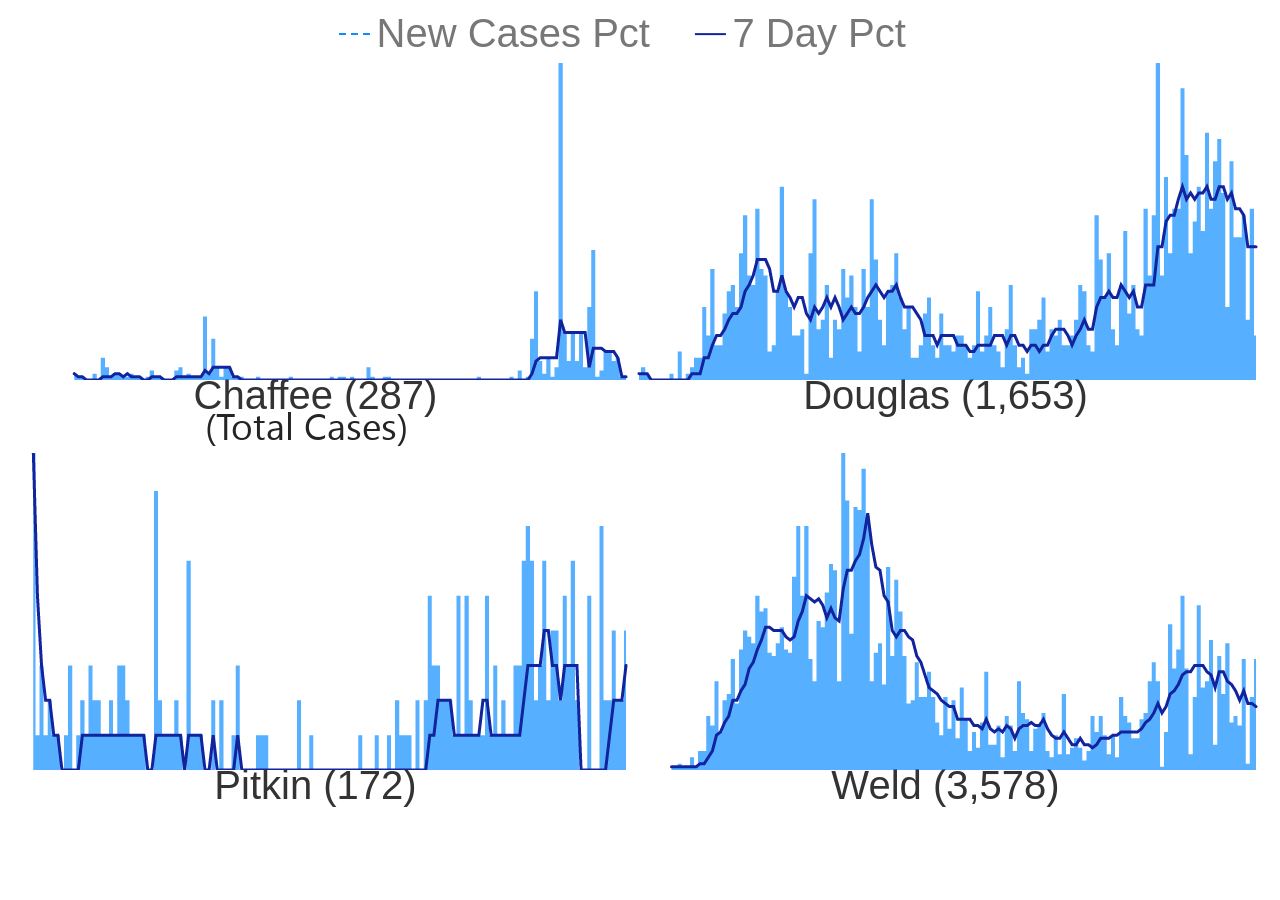 New Cases Pct 7 Day Pct
Chaffee (287)
(Total Cases)
Douglas (1,653)
Pitkin (172)
Weld (3,578)